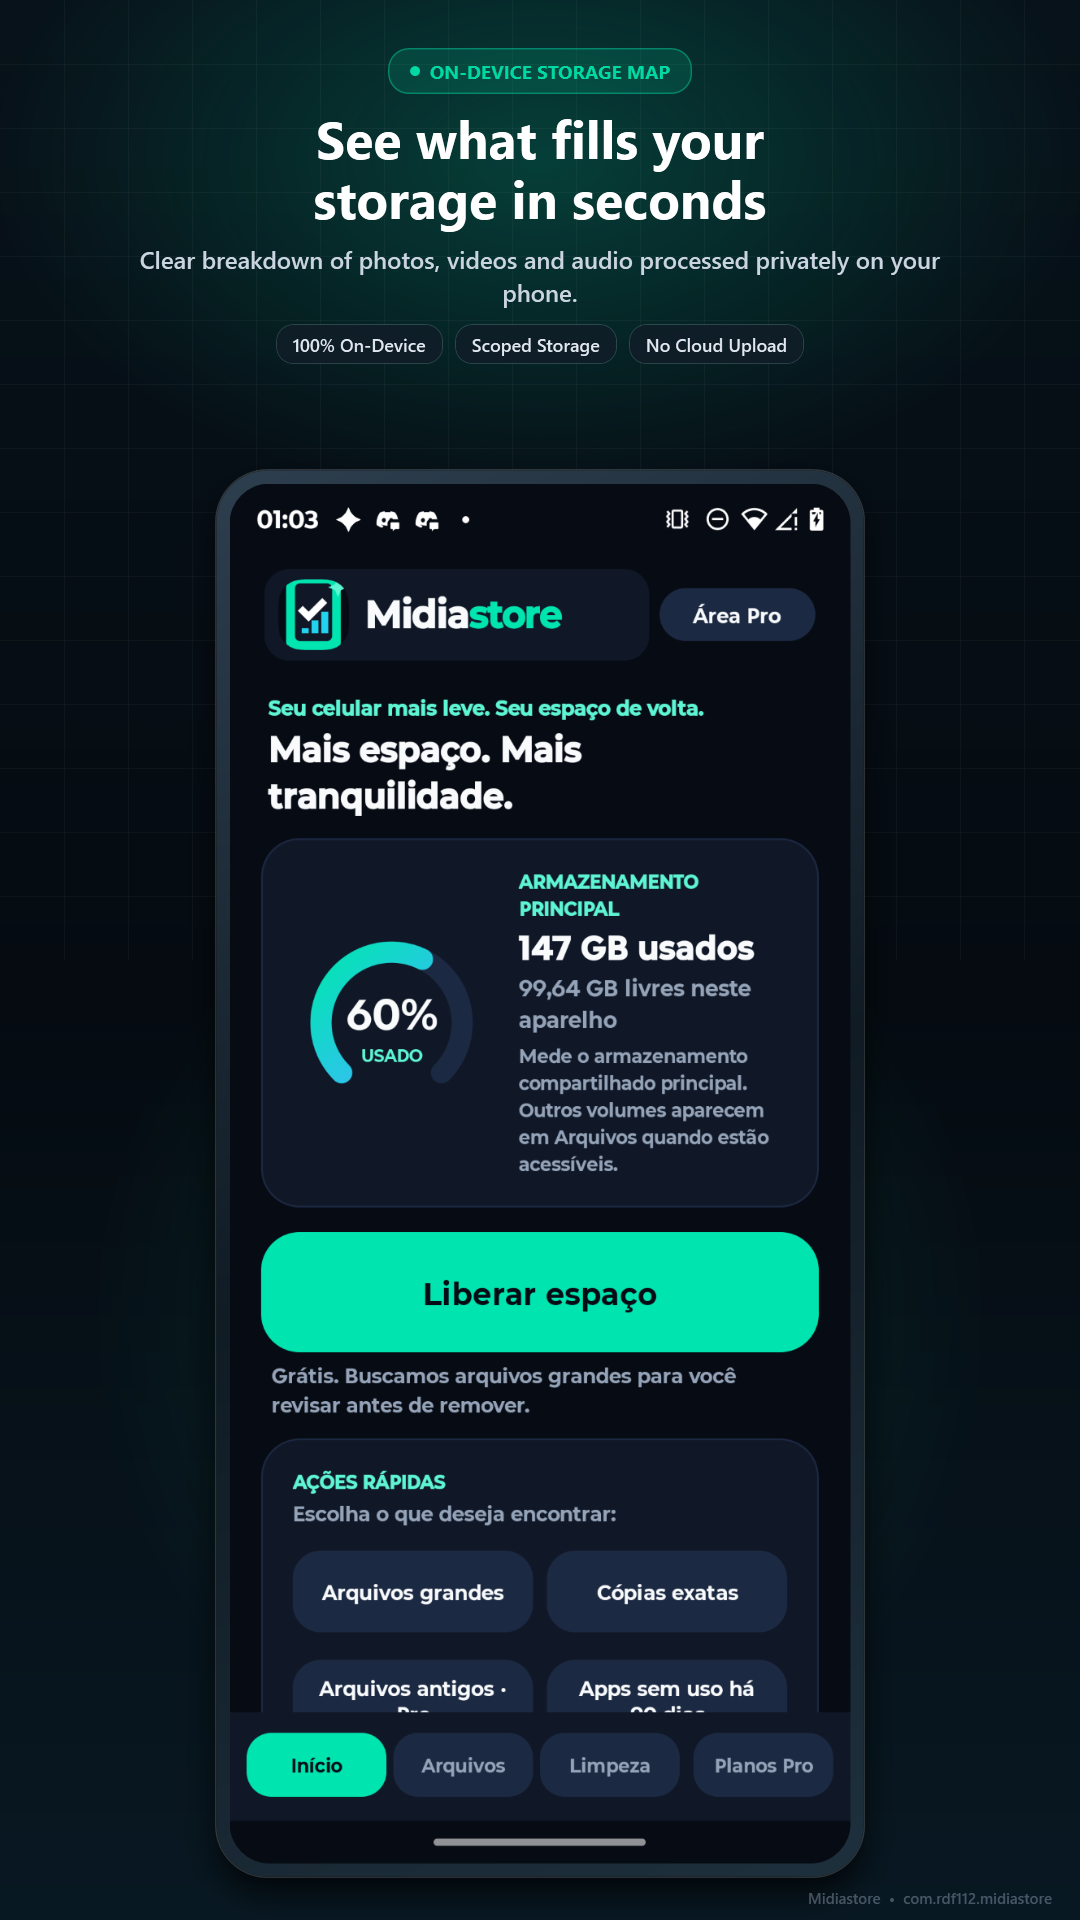 ON-DEVICE STORAGE MAP
See what fills your
storage in seconds
Clear breakdown of photos, videos and audio processed privately on your
phone.
100% On-Device
Scoped Storage
No Cloud Upload
01:03
Midiastore
Área Pro
Seu celular mais leve. Seu espaço de volta.
Mais espaço. Mais
tranquilidade.
60%
USADO
ARMAZENAMENTO
PRINCIPAL
147 GB usados
99,64 GB livres neste
aparelho
Mede o armazenamento
compartilhado principal.
Outros volumes aparecem
em Arquivos quando estão
acessíveis.
Liberar espaço
Grátis. Buscamos arquivos grandes para você
revisar antes de remover.
AÇÕES RÁPIDAS
Escolha o que deseja encontrar:
Arquivos grandes
Cópias exatas
Arquivos antigos ·
Apps sem uso há
Início
Arquivos
Limpeza
Planos Pro
Midiastore • com.rdf112.midiastore